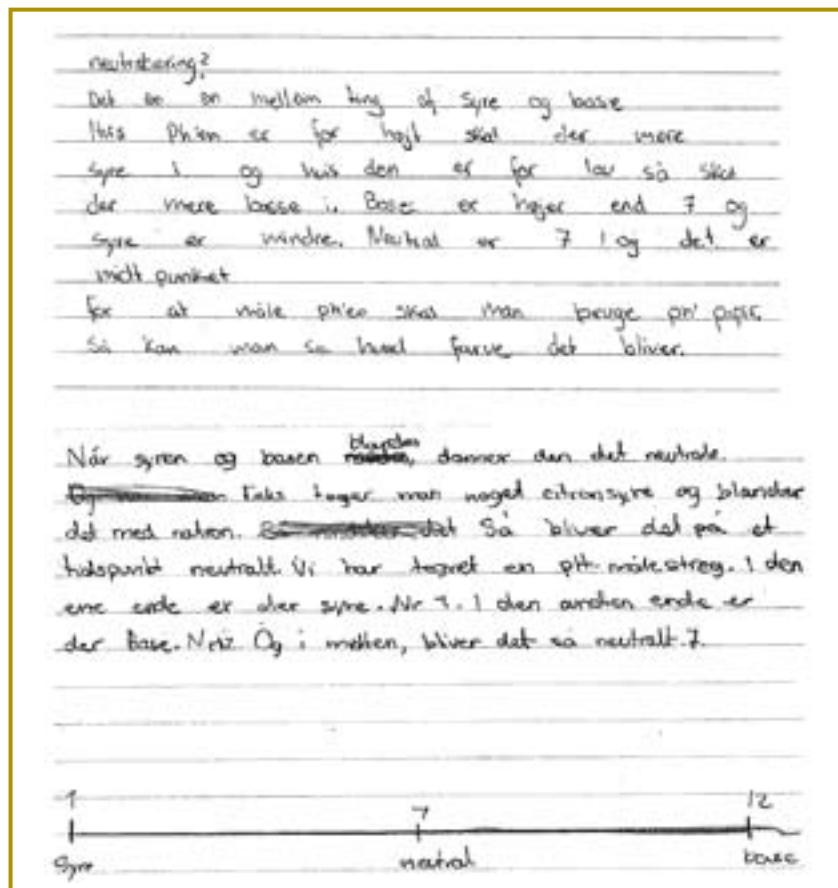 neutralisering?
Det er en mellem ting af syre og base
Hvis Ph'en er for højt skal der mere
syre i og hvis den er for lav så skal
der mere basse i. Base er højer end 7 og
syre er mindre. Neutral er 7 og det er
midt punktet
for at måle ph'en skal man bruge ph' papir.
Så kan man se hvad farve det bliver.
Når syren og basen blandes, danner den det neutrale.
F.eks tager man noget citronsyre og blander
det med natron. Så bliver det på et
tidspunkt neutralt. Vi har tegnet en pH-målestreg. I den
ene ende er der syre. Nr 1. I den anden ende er
der Base. Nr12 Og i mellem, bliver det så neutralt. 7.
1 7 12
Syre neutral base